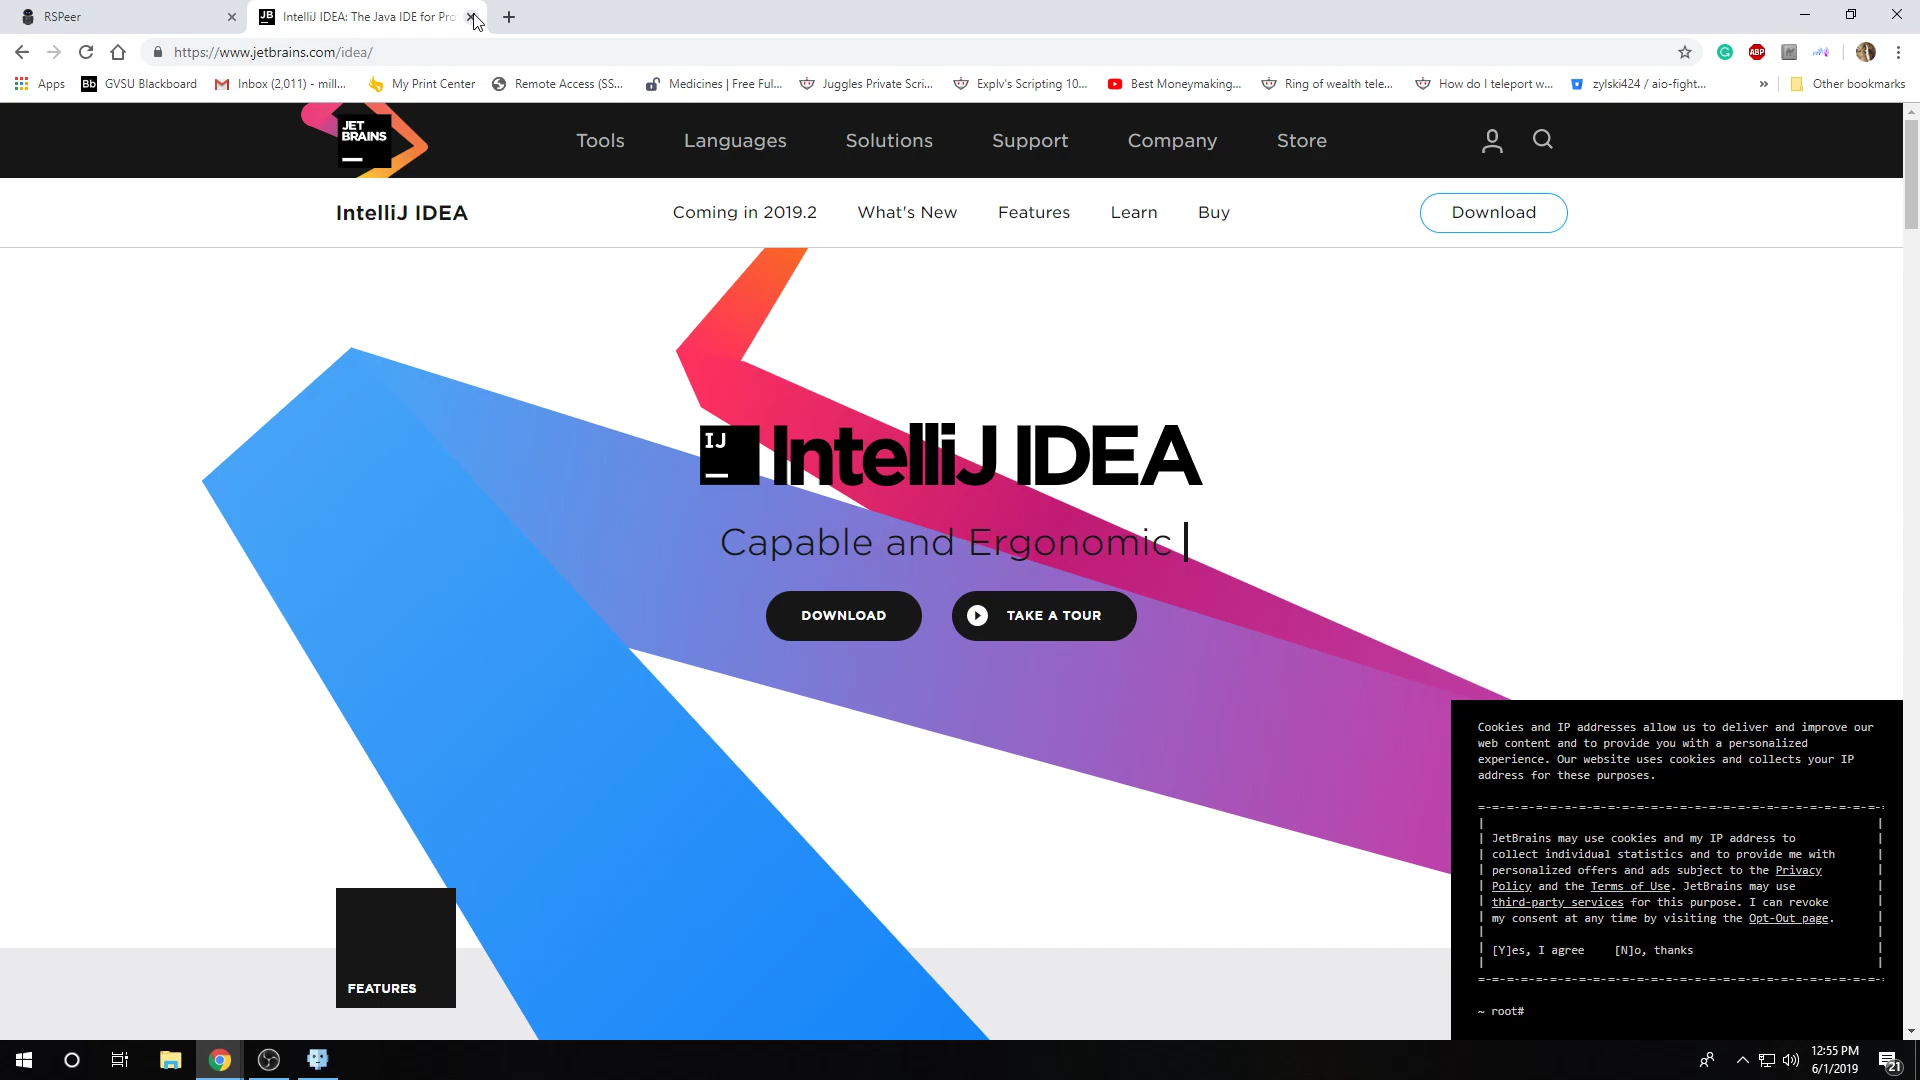 RSPeer
IntelliJ IDEA: The Java IDE for Pro
https://www.jetbrains.com/idea/
Apps
Bb GVSU Blackboard
Inbox (2,011) - mill...
My Print Center
Remote Access (SS...
Medicines | Free Ful...
Juggles Private Scri...
Explv's Scripting 10...
Best Moneymaking...
Ring of wealth tele...
How do I teleport w...
zylski424 / aio-fight...
»
Other bookmarks
JET
BRAINS
Tools
Languages
Solutions
Support
Company
Store
IntelliJ IDEA
Coming in 2019.2
What's New
Features
Learn
Buy
Download
IJ IntelliJ IDEA
Capable and Ergonomic
DOWNLOAD
TAKE A TOUR
FEATURES
Cookies and IP addresses allow us to deliver and improve our
web content and to provide you with a personalized
experience. Our website uses cookies and collects your IP
address for these purposes.
JetBrains may use cookies and my IP address to
collect individual statistics and to provide me with
personalized offers and ads subject to the Privacy
Policy and the Terms of Use. JetBrains may use
third-party services for this purpose. I can revoke
my consent at any time by visiting the Opt-Out page.
[Y]es, I agree [N]o, thanks
~ root#
12:55 PM
6/1/2019
21